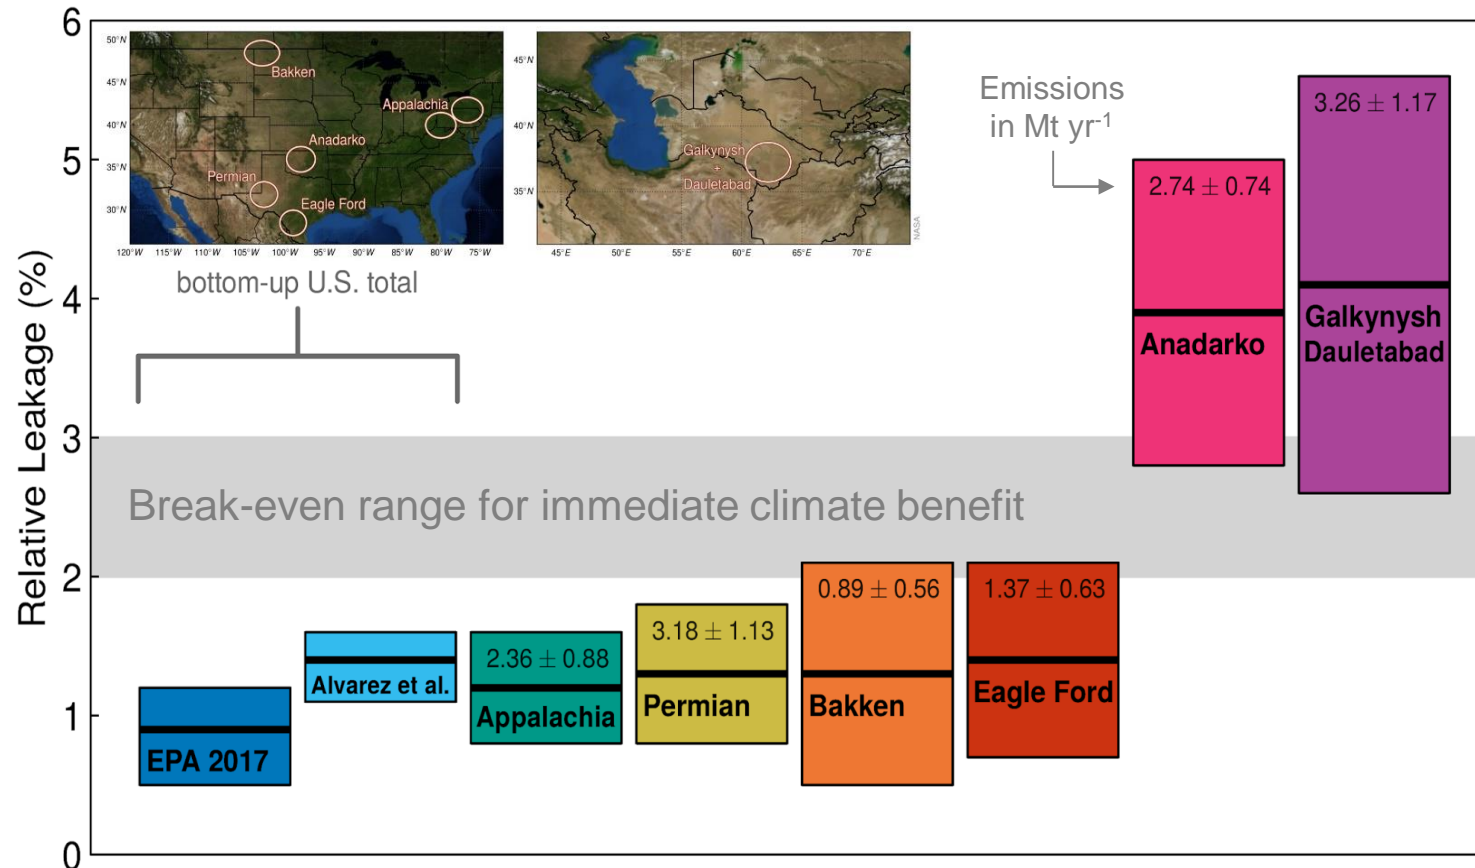 6
5
4
3
2
1
0
Relative Leakage (%)
50°N
45°N
40°N
35°N
30°N
120°W 115°W 110°W 105°W 100°W 95°W 90°W 85°W 80°W 75°W
Bakken
Appalachia
Anadarko
Permian
Eagle Ford
45°N
40°N
35°N
45°E 50°E 55°E 60°E 65°E 70°E
Galkynysh
+
Dauletabad
NASA
bottom-up U.S. total
Emissions
in Mt yr⁻¹
Break-even range for immediate climate benefit
EPA 2017
Alvarez et al.
2.36 ± 0.88
Appalachia
3.18 ± 1.13
Permian
0.89 ± 0.56
Bakken
1.37 ± 0.63
Eagle Ford
2.74 ± 0.74
Anadarko
3.26 ± 1.17
Galkynysh
Dauletabad